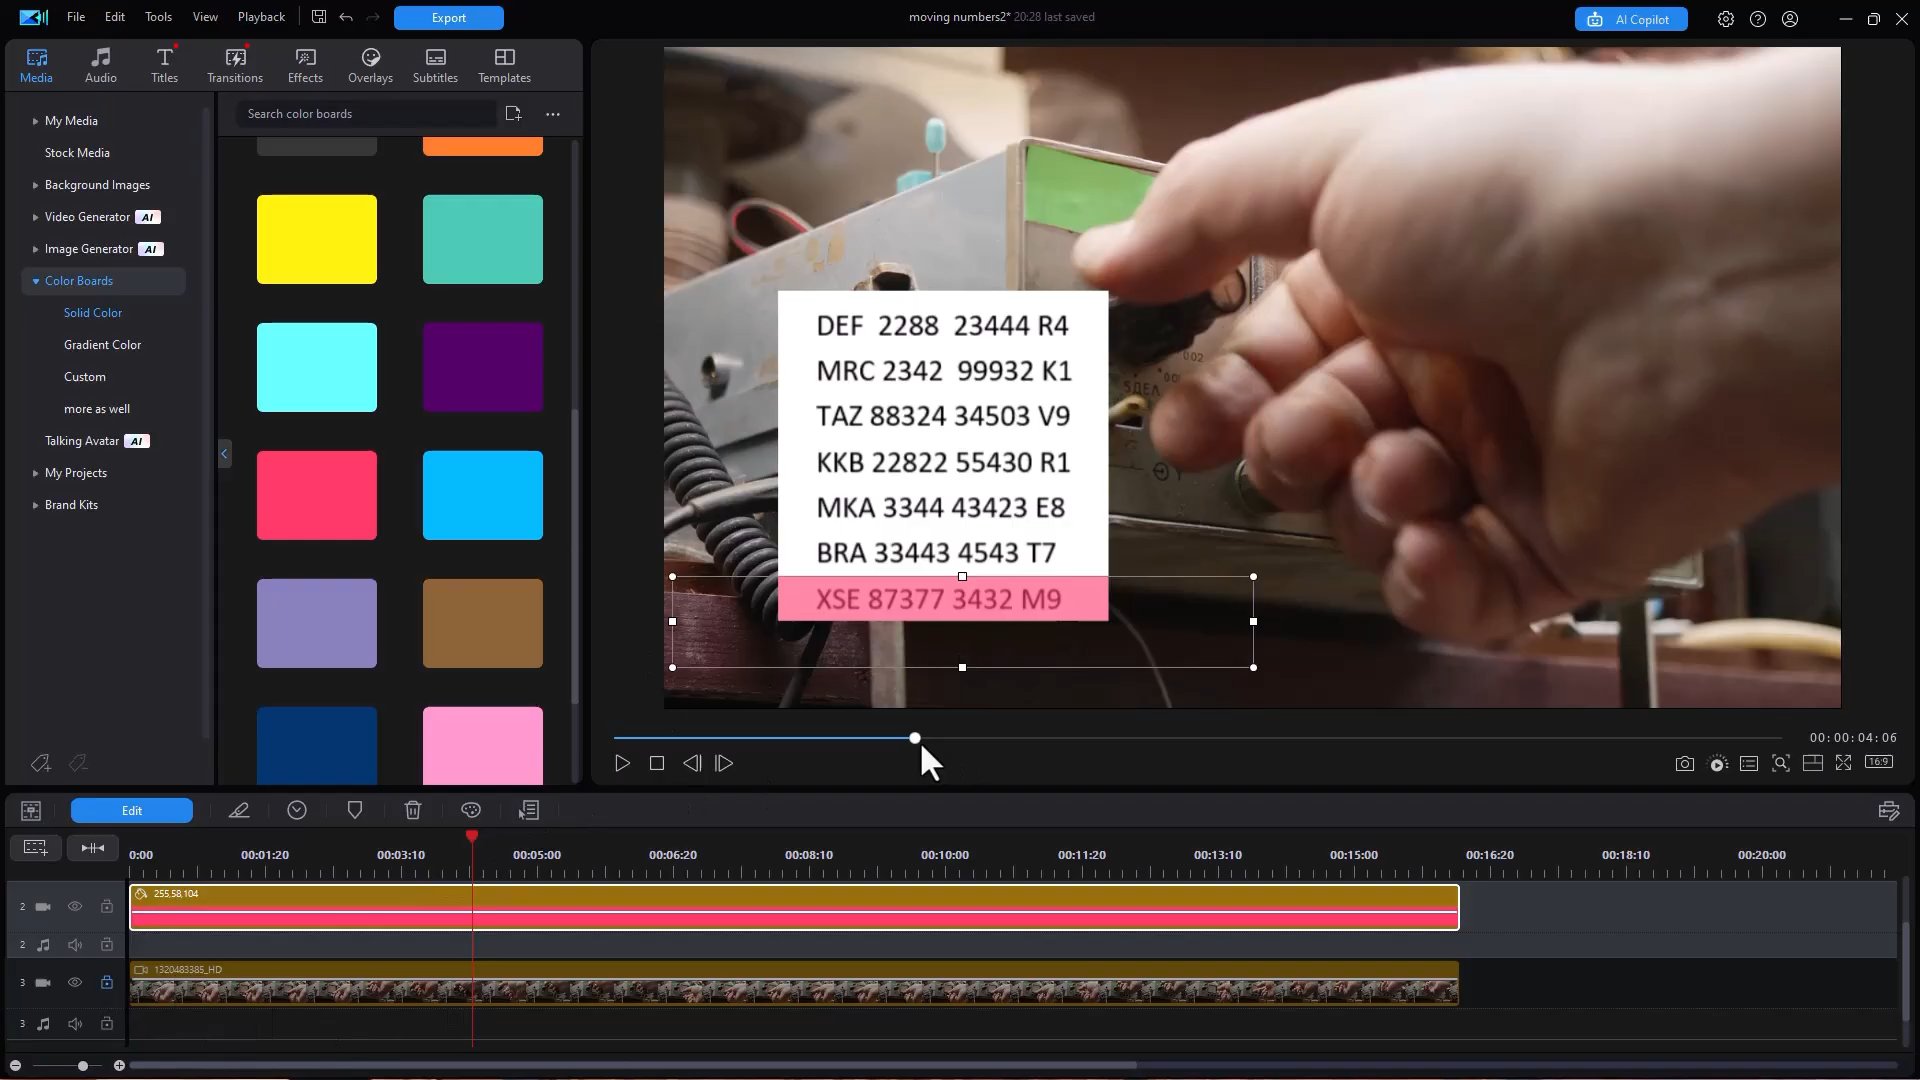 File Edit Tools View Playback Export moving numbers2* 20:28 last saved AI Copilot
Media Audio Titles Transitions Effects Overlays Subtitles Templates
Search color boards
My Media
Stock Media
Background Images
Video Generator AI
Image Generator AI
Color Boards
Solid Color
Gradient Color
Custom
more as well
Talking Avatar AI
My Projects
Brand Kits
DEF 2288 23444 R4
MRC 2342 99932 K1
TAZ 88324 34503 V9
KKB 22822 55430 R1
MKA 3344 43423 E8
BRA 33443 4543 T7
XSE 87377 3432 M9
00:00:04:06
16:9
Edit
0:00 00:01:20 00:03:10 00:05:00 00:06:20 00:08:10 00:10:00 00:11:20 00:13:10 00:15:00 00:16:20 00:18:10 00:20:00
2 255,58,104
2
3 1320483385_HD
3